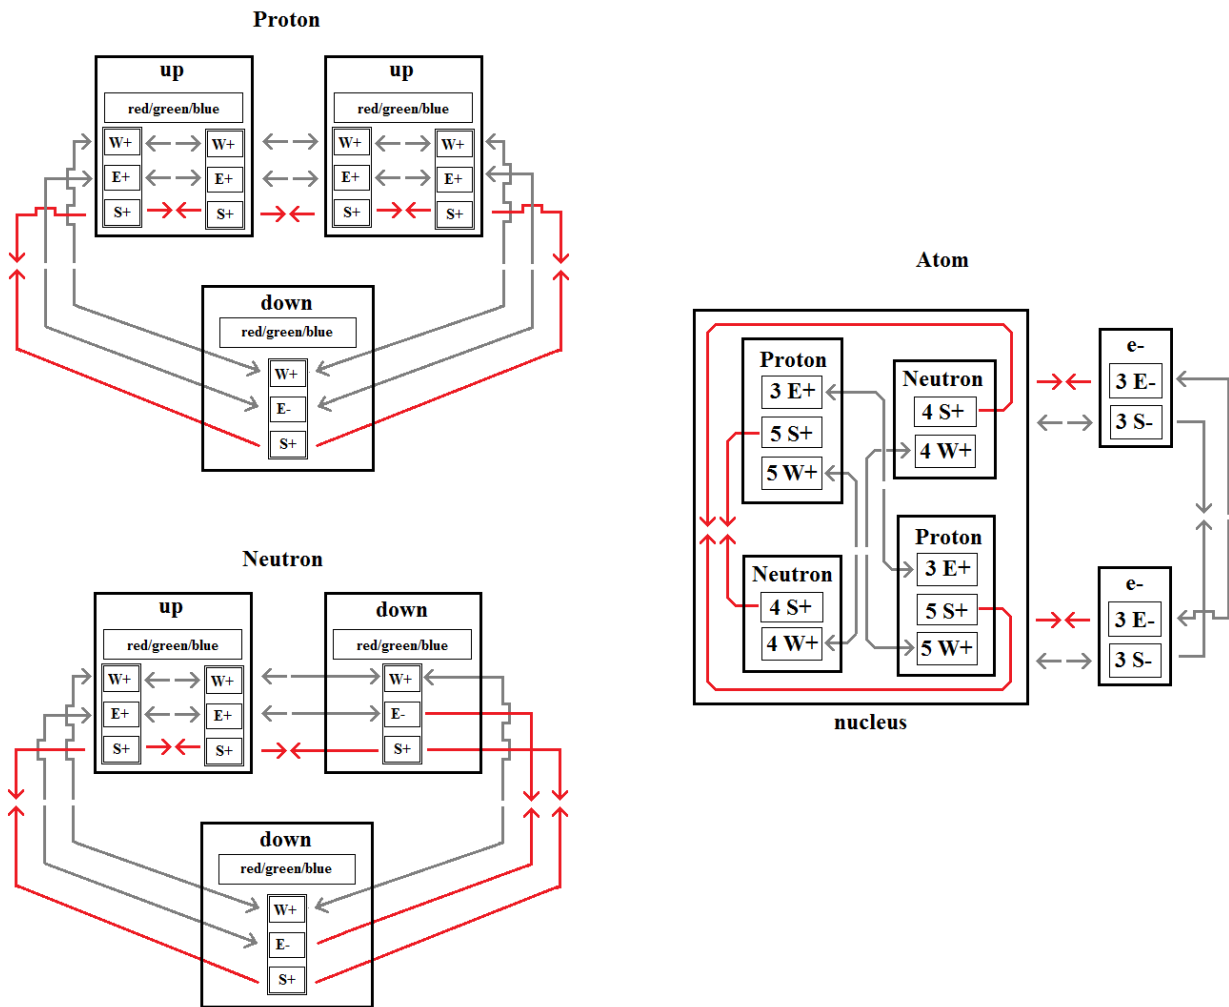 Proton
up
red/green/blue
W+ W+
E+ E+
S+ S+
up
red/green/blue
W+ W+
E+ E+
S+ S+
down
red/green/blue
W+
E-
S+
Neutron
up
red/green/blue
W+ W+
E+ E+
S+ S+
down
red/green/blue
W+
E-
S+
down
red/green/blue
W+
E-
S+
Atom
Proton
3 E+
5 S+
5 W+
Neutron
4 S+
4 W+
Neutron
4 S+
4 W+
Proton
3 E+
5 S+
5 W+
nucleus
e-
3 E-
3 S-
e-
3 E-
3 S-